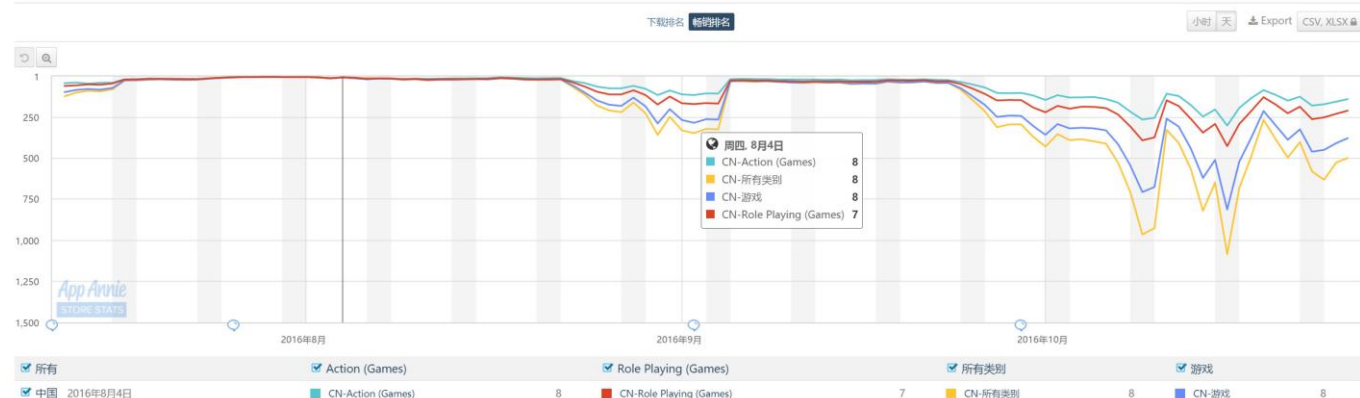 下载排名 畅销排名 小时 天 Export CSV, XLSX
1
250
500
750
1,000
1,250
1,500
周四, 8月4日
CN-Action (Games) 8
CN-所有类别 8
CN-游戏 8
CN-Role Playing (Games) 7
App Annie
STORE STATS
2016年8月 2016年9月 2016年10月
所有 Action (Games) Role Playing (Games) 所有类别 游戏
中国 2016年8月4日 CN-Action (Games) 8 CN-Role Playing (Games) 7 CN-所有类别 8 CN-游戏 8